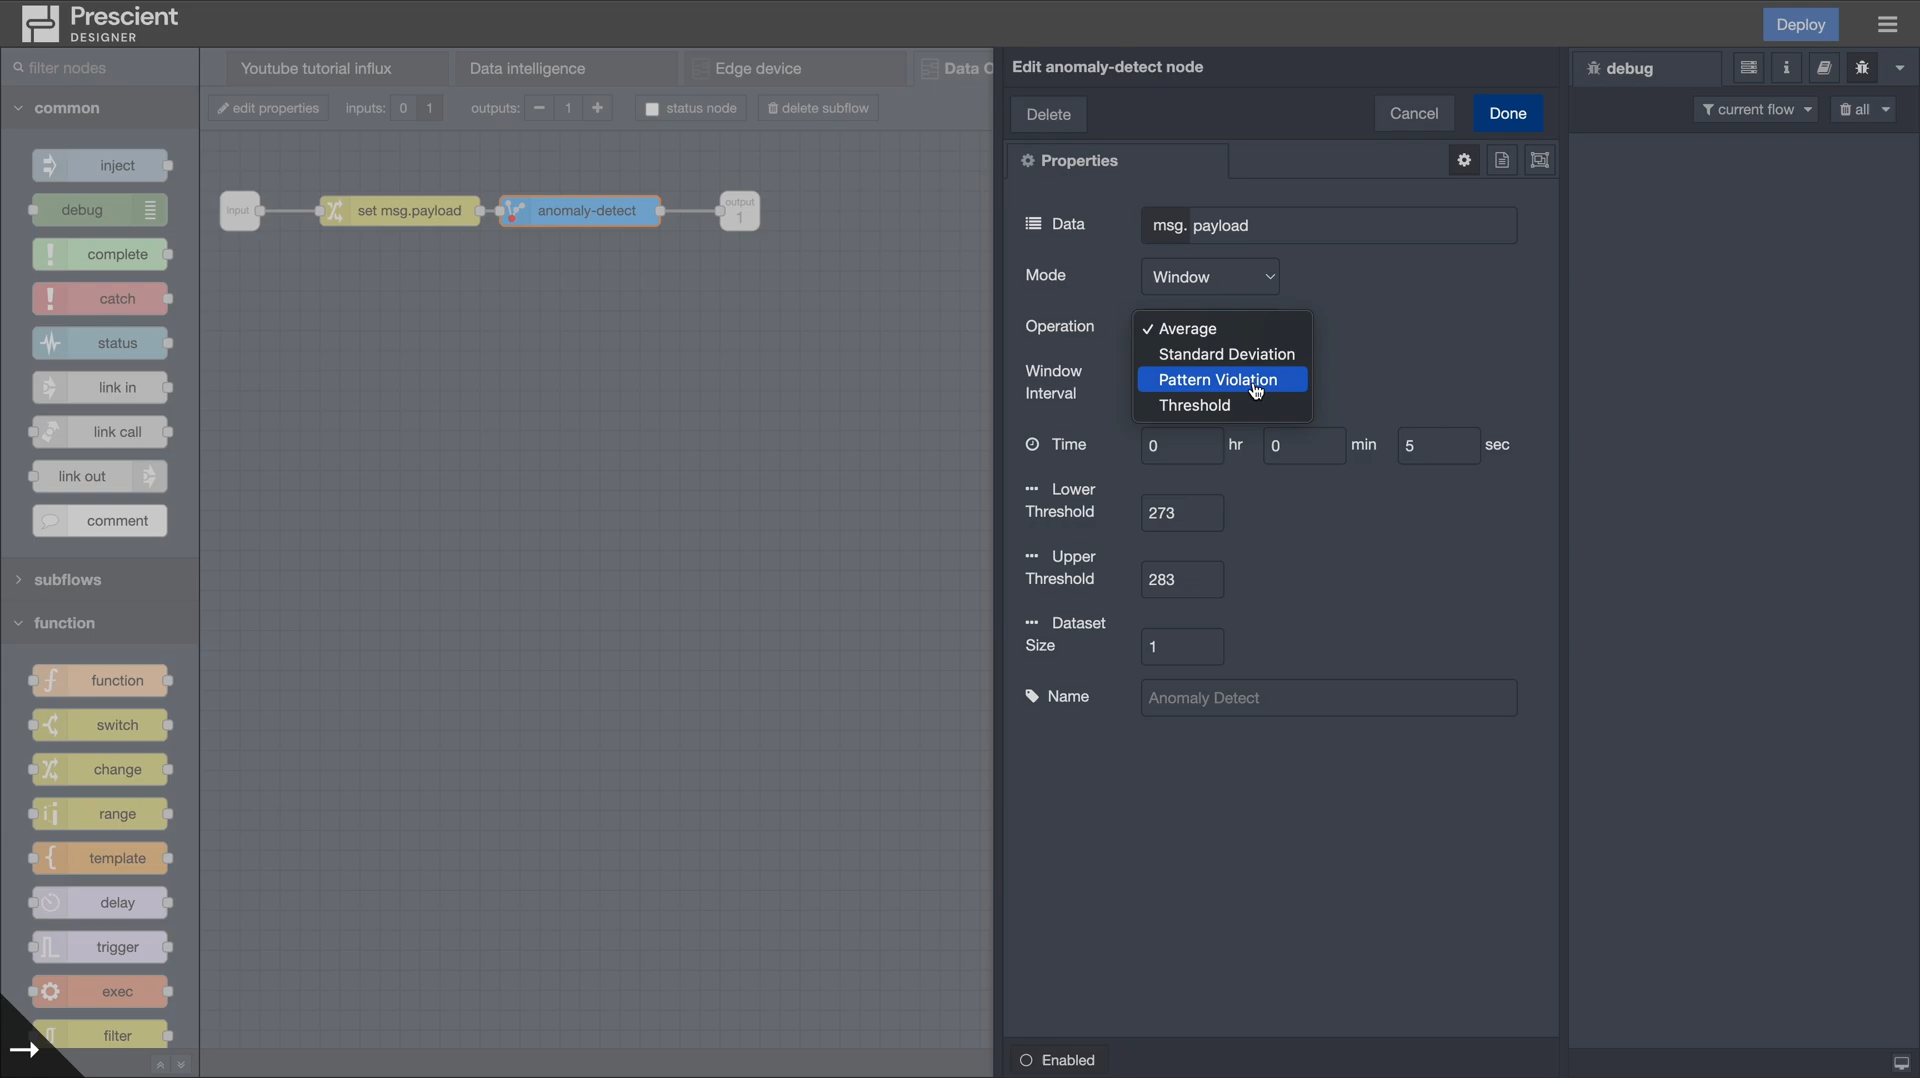 Prescient
DESIGNER
Deploy
filter nodes
Youtube tutorial influx
Data intelligence
Edge device
Data O
Edit anomaly-detect node
debug
common
edit properties
inputs: 0 1
outputs: − 1 +
status node
delete subflow
Delete
Cancel
Done
current flow
all
Properties
inject
debug
complete
catch
status
link in
link call
link out
comment
subflows
function
function
switch
change
range
template
delay
trigger
exec
filter
input
set msg.payload
anomaly-detect
output
1
Data
msg. payload
Mode
Window
Operation
Average
Standard Deviation
Pattern Violation
Threshold
Window
Interval
Time
0 hr 0 min 5 sec
Lower
Threshold
273
Upper
Threshold
283
Dataset
Size
1
Name
Anomaly Detect
Enabled